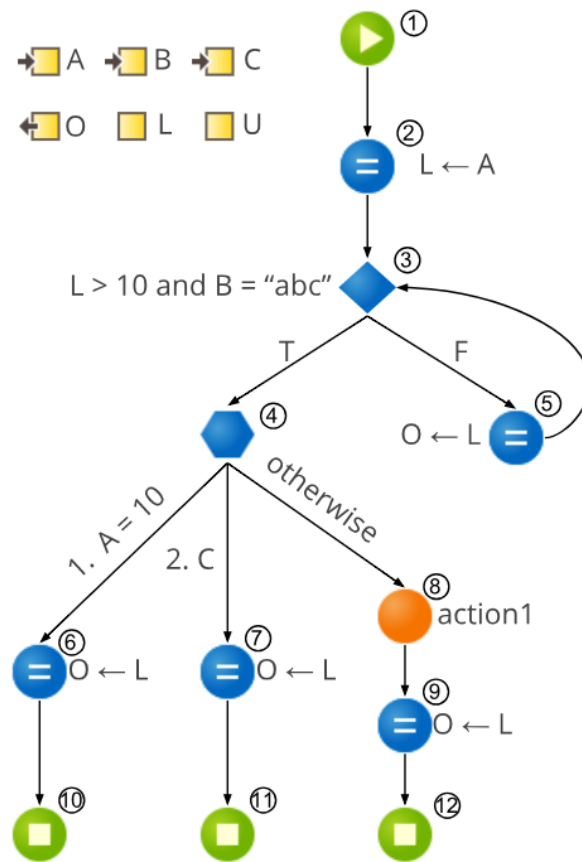 ①
A B C
O L U
②
L ← A
③
L > 10 and B = “abc”
T F
④
⑤
O ← L
1. A = 10
2. C
otherwise
⑧
action1
⑥
O ← L
⑦
O ← L
⑨
O ← L
⑩
⑪
⑫